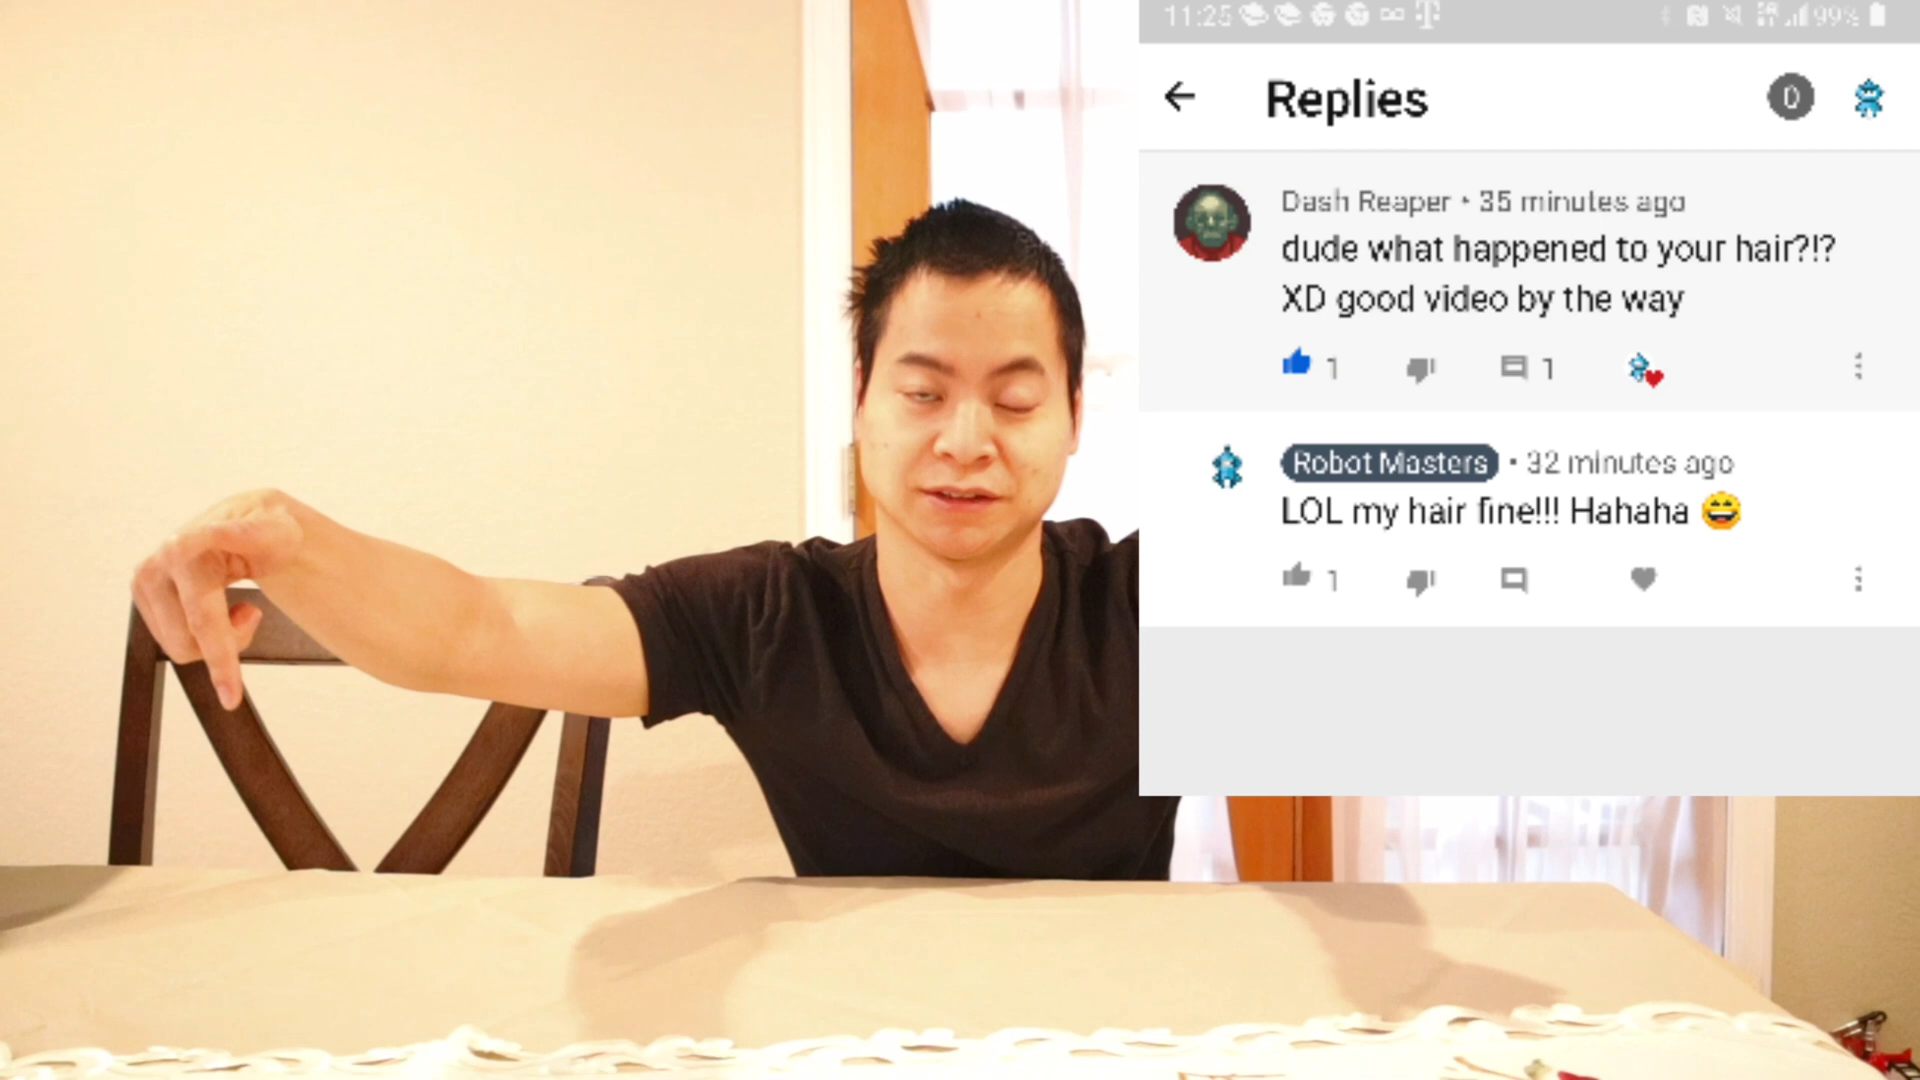 11:25
99%
Replies
0
Dash Reaper • 35 minutes ago
dude what happened to your hair?!?
XD good video by the way
1
1
Robot Masters • 32 minutes ago
LOL my hair fine!!! Hahaha 😄
1